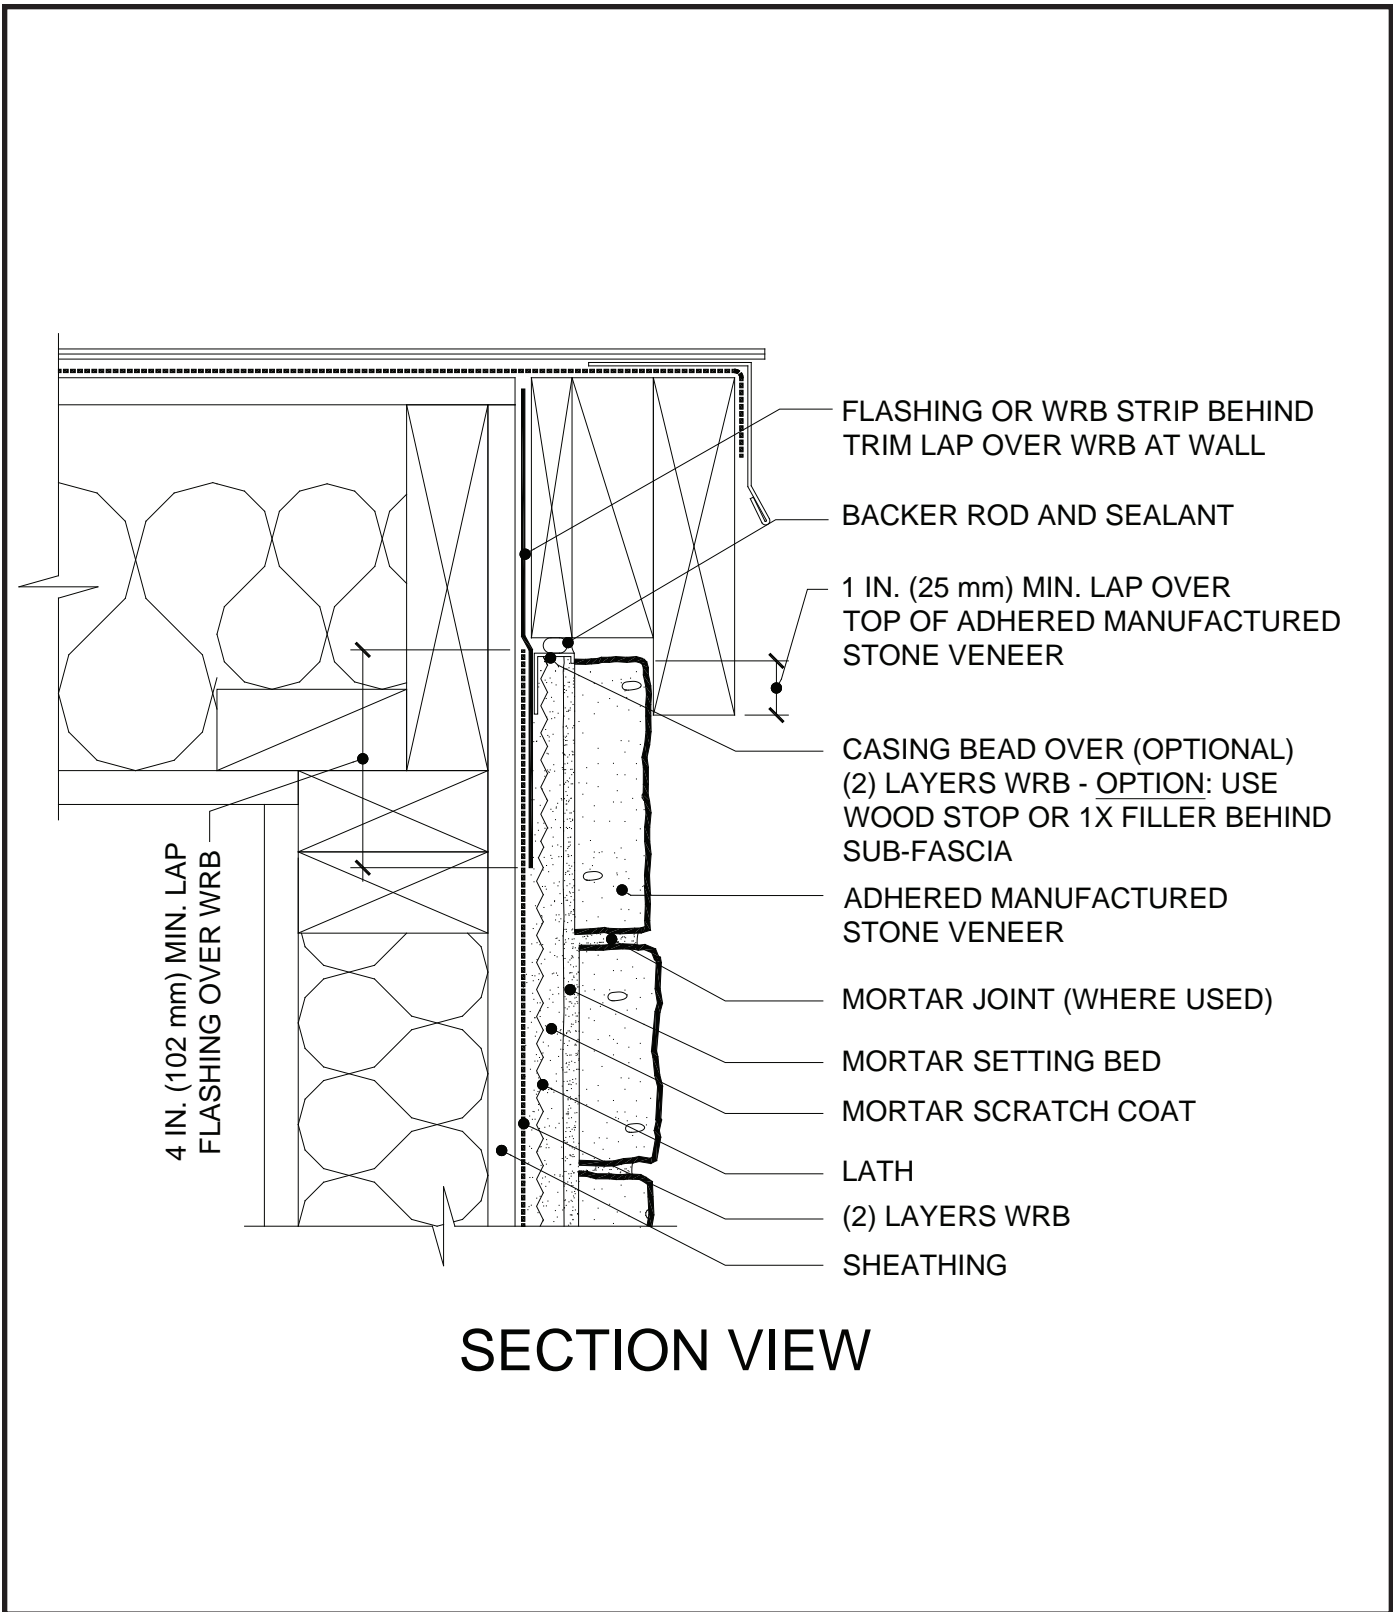 FLASHING OR WRB STRIP BEHIND
TRIM LAP OVER WRB AT WALL
BACKER ROD AND SEALANT
1 IN. (25 mm) MIN. LAP OVER
TOP OF ADHERED MANUFACTURED
STONE VENEER
CASING BEAD OVER (OPTIONAL)
(2) LAYERS WRB - OPTION: USE
WOOD STOP OR 1X FILLER BEHIND
SUB-FASCIA
ADHERED MANUFACTURED
STONE VENEER
MORTAR JOINT (WHERE USED)
MORTAR SETTING BED
MORTAR SCRATCH COAT
LATH
(2) LAYERS WRB
SHEATHING
4 IN. (102 mm) MIN. LAP
FLASHING OVER WRB
SECTION VIEW